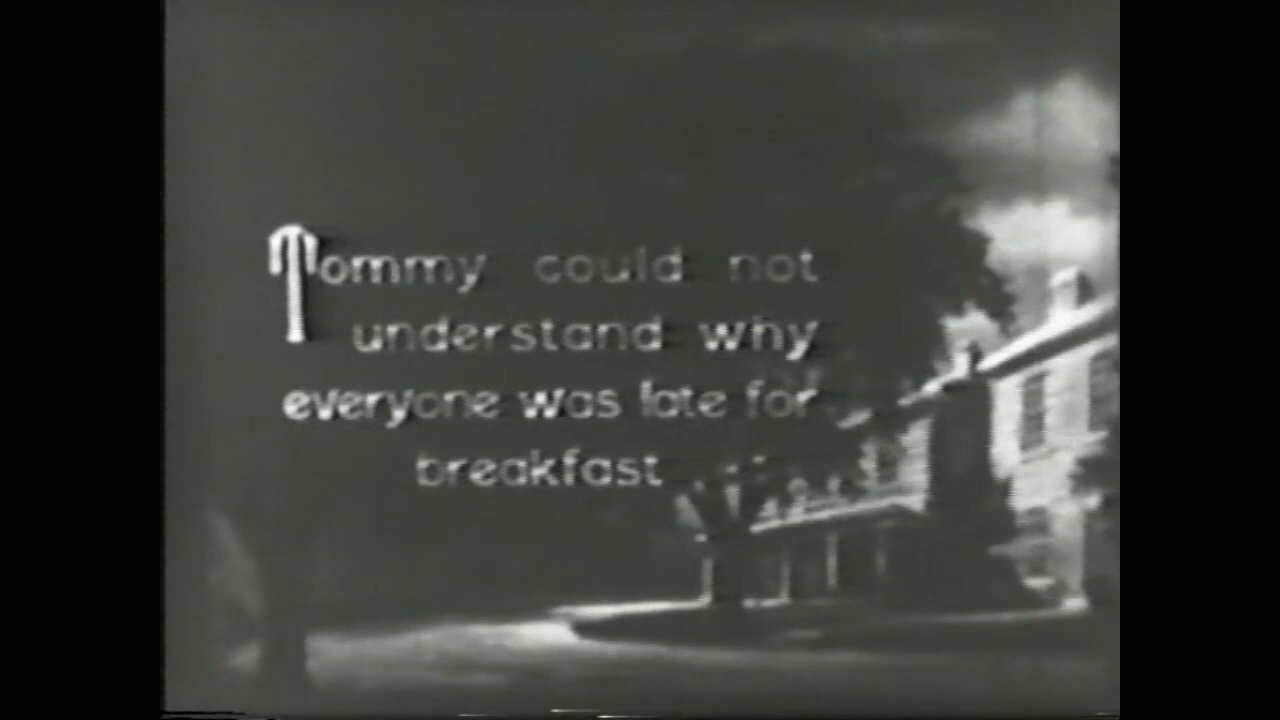 Tommy could not
understand why
everyone was late for
breakfast